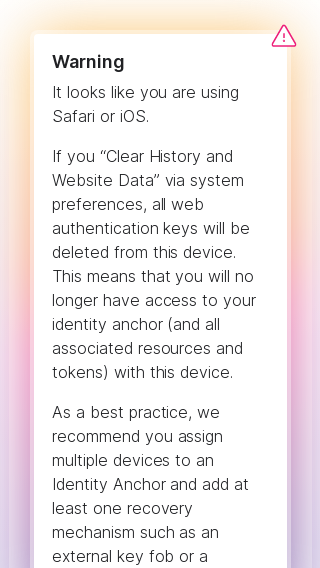 Warning
It looks like you are using
Safari or iOS.
If you “Clear History and
Website Data” via system
preferences, all web
authentication keys will be
deleted from this device.
This means that you will no
longer have access to your
identity anchor (and all
associated resources and
tokens) with this device.
As a best practice, we
recommend you assign
multiple devices to an
Identity Anchor and add at
least one recovery
mechanism such as an
external key fob or a